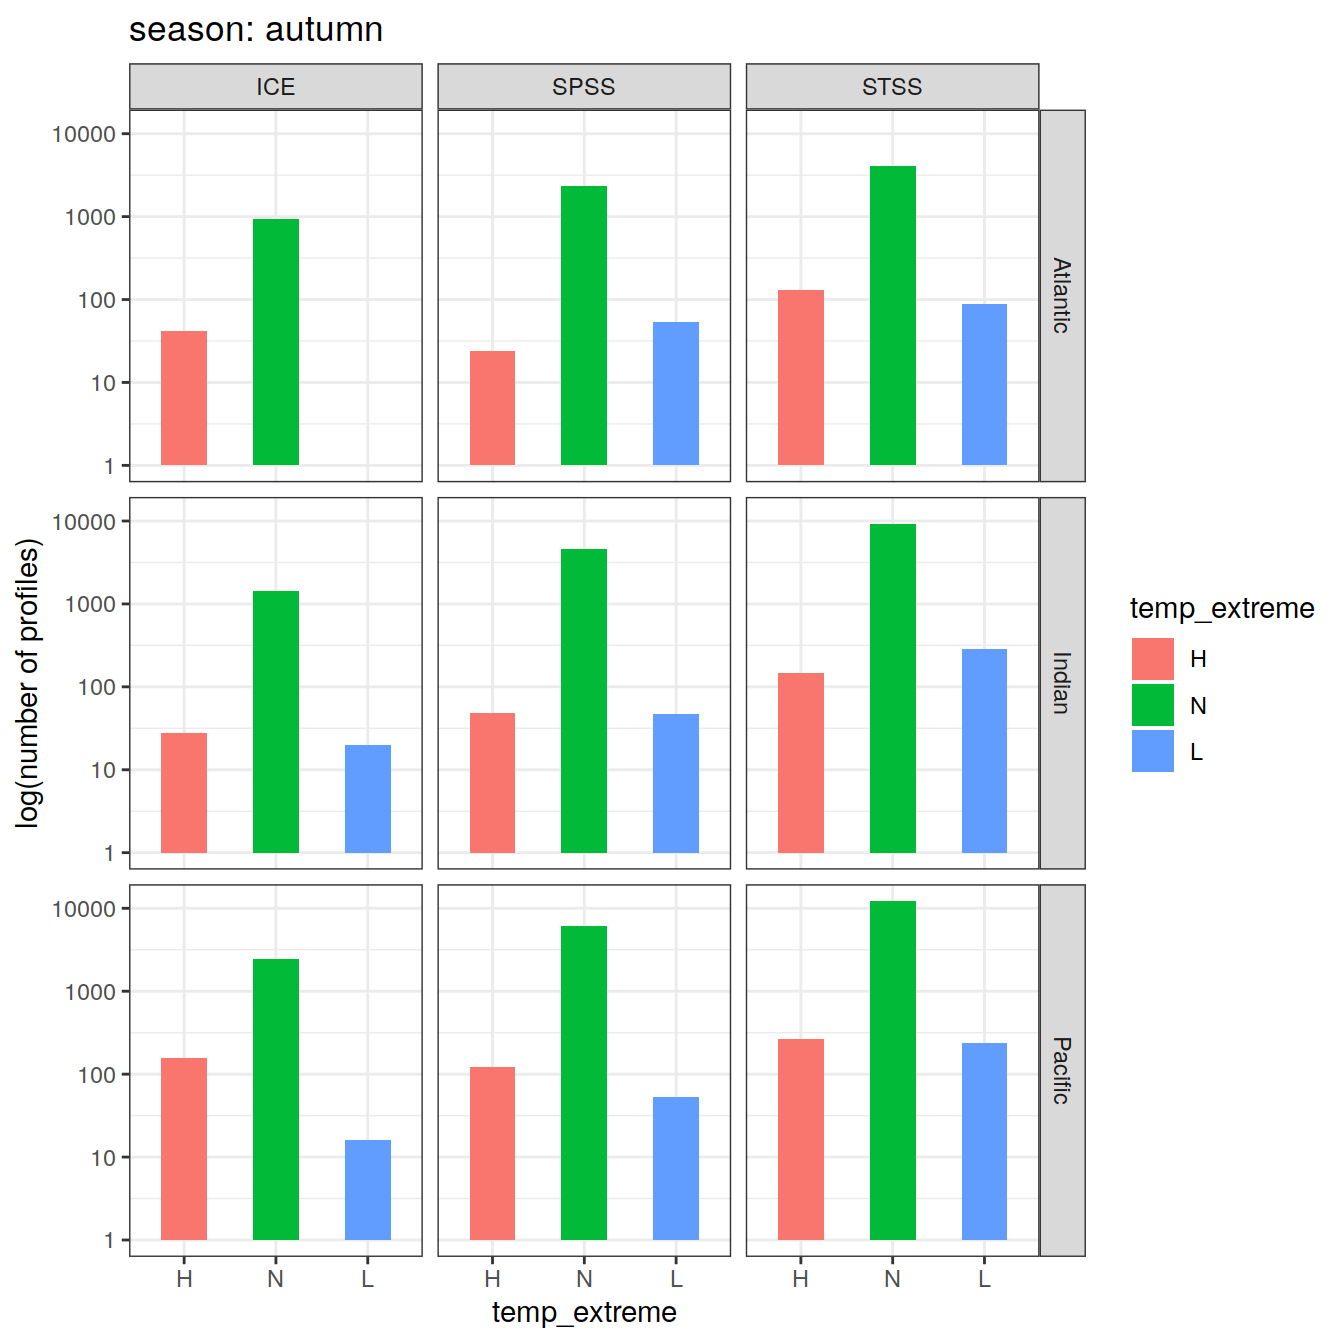 season: autumn
ICE SPSS STSS
10000
1000
100
10
1
Atlantic
10000
1000
100
10
1
Indian
10000
1000
100
10
1
Pacific
H N L H N L H N L
temp_extreme
log(number of profiles)
temp_extreme
H
N
L